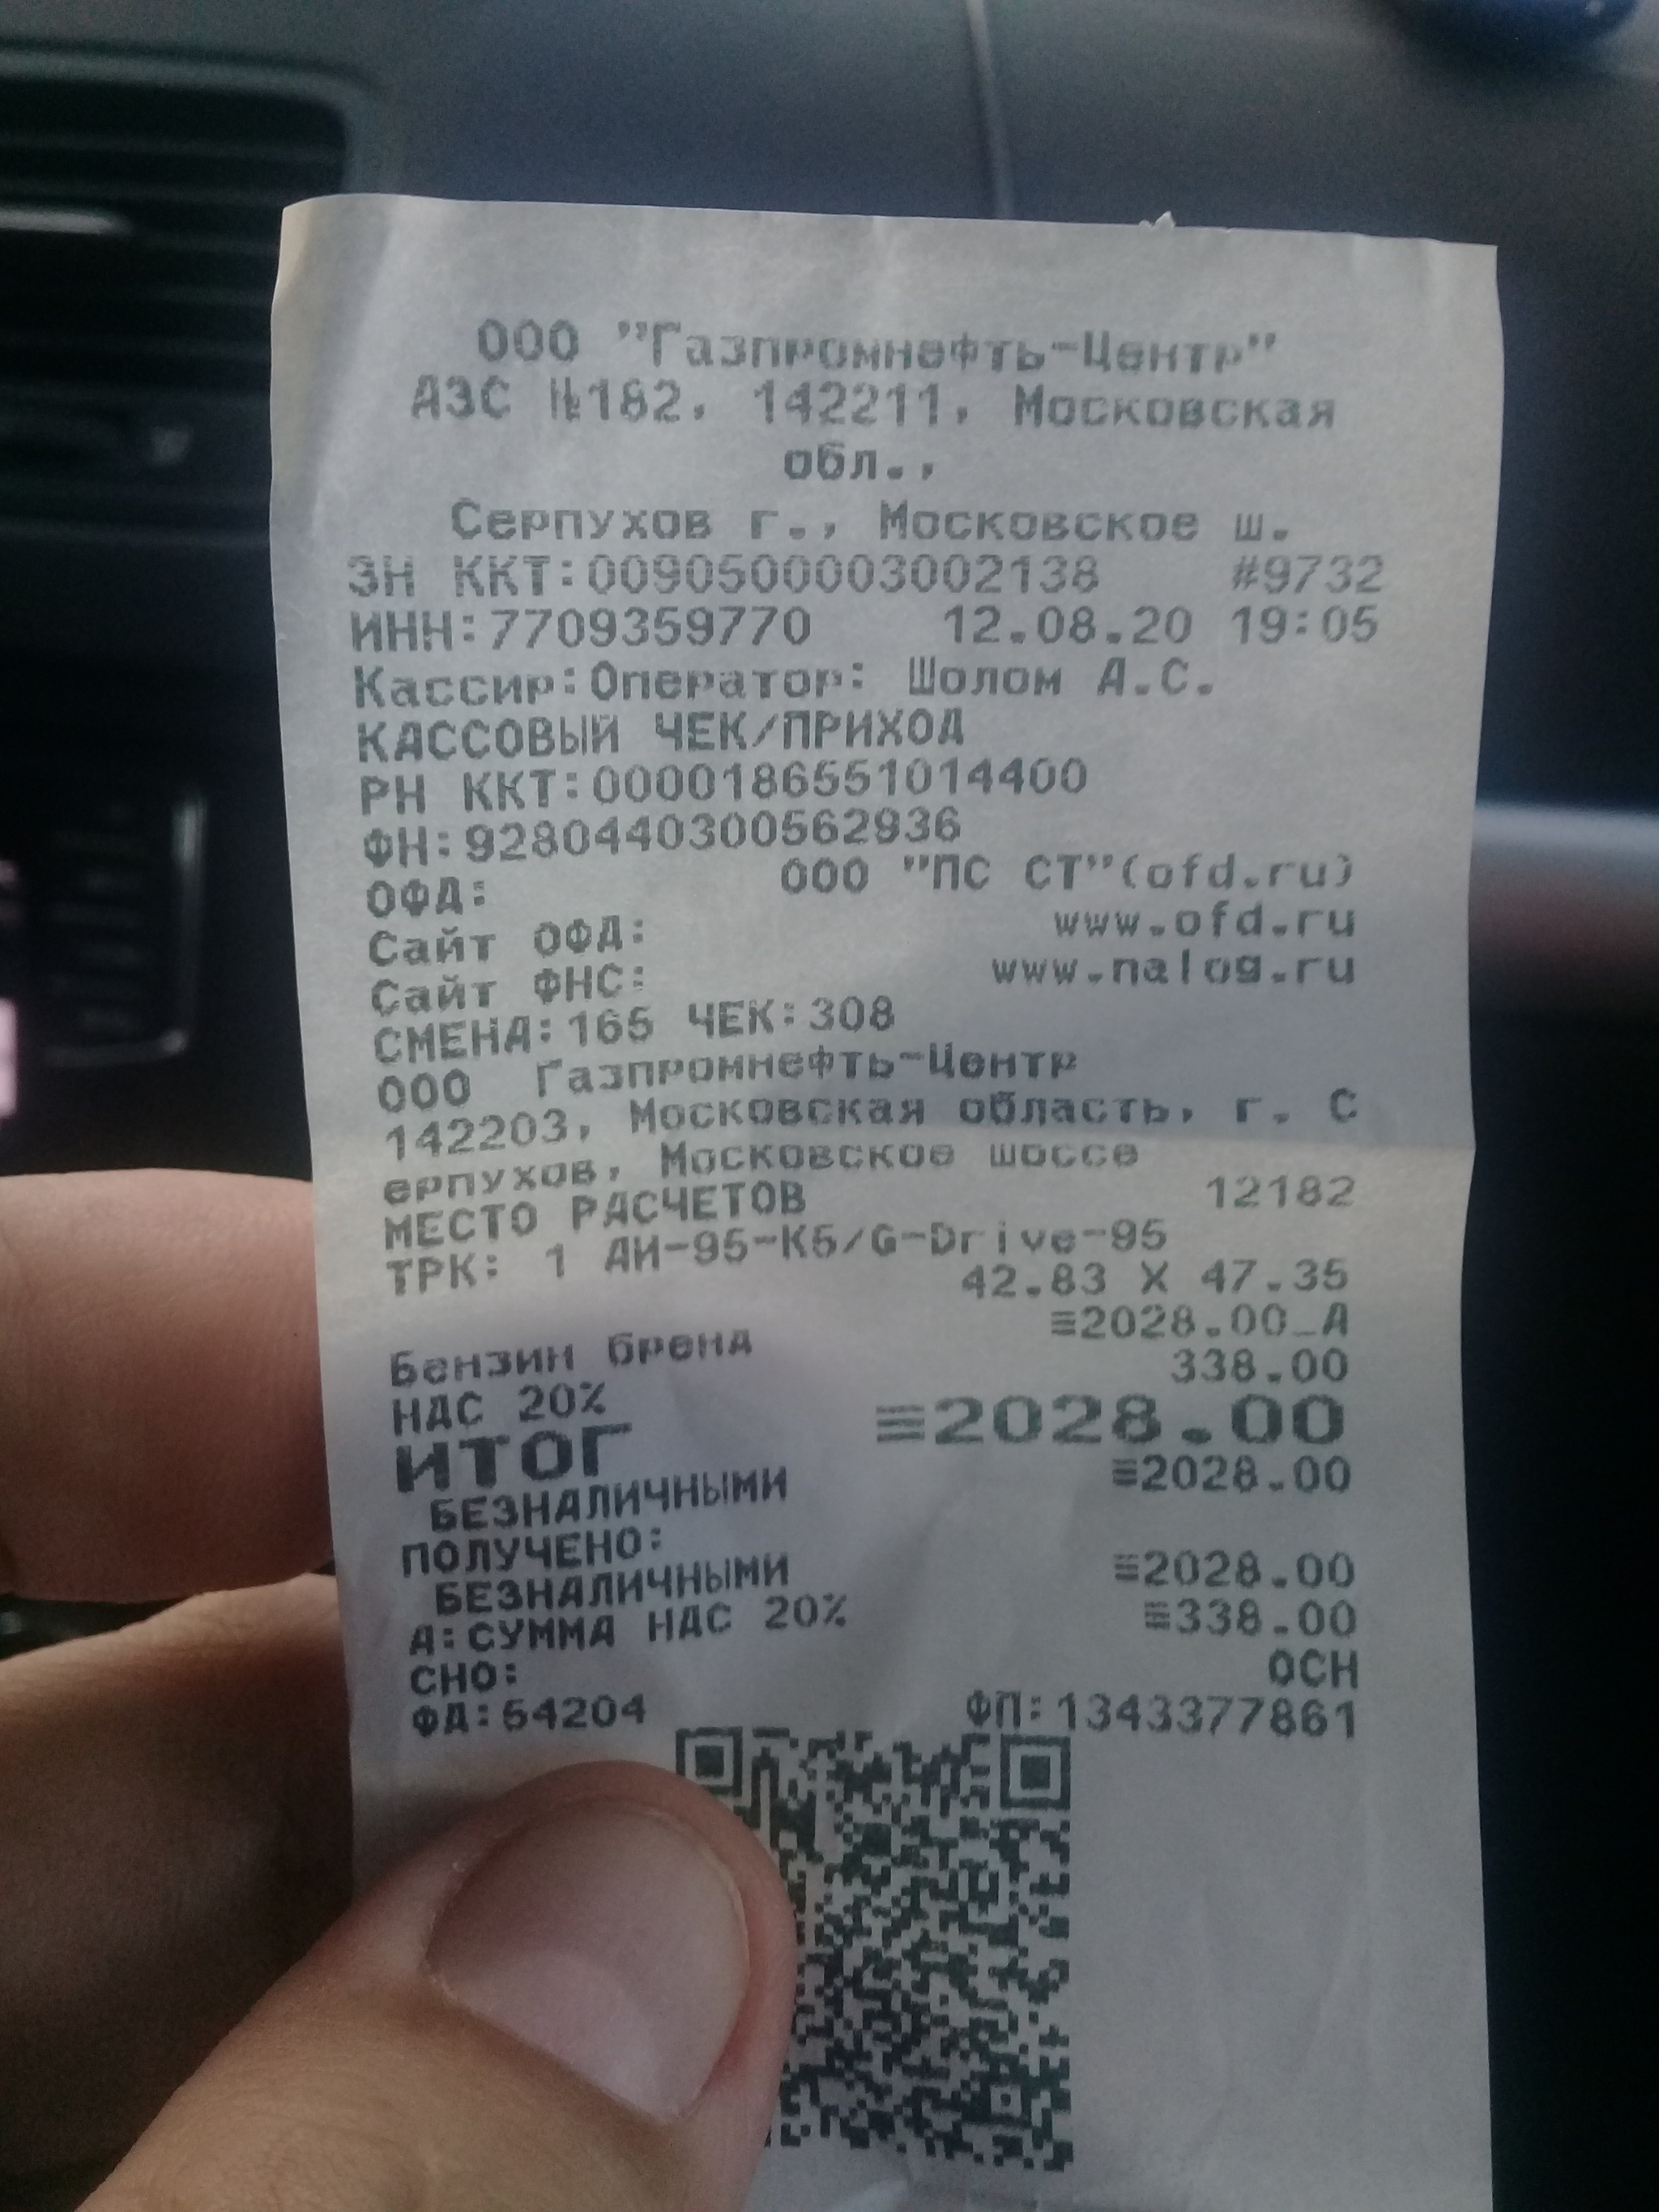 ООО "Газпромнефть-Центр"
АЗС №182, 142211, Московская
обл.,
Серпухов г., Московское ш.
ЗН ККТ:0090500003002138 #9732
ИНН:7709359770 12.08.20 19:05
Кассир:Оператор: Шолом А.С.
КАССОВЫЙ ЧЕК/ПРИХОД
РН ККТ:0000186551014400
ФН:9280440300562936
ОФД: ООО "ПС СТ"(ofd.ru)
Сайт ОФД: www.ofd.ru
Сайт ФНС: www.nalog.ru
СМЕНА:165 ЧЕК:308
ООО Газпромнефть-Центр
142203, Московская область, г. С
ерпухов, Московское шоссе
МЕСТО РАСЧЕТОВ 12182
ТРК: 1 АИ-95-К5/G-Drive-95
42.83 X 47.35
Бензин бренд ≡2028.00_А
НДС 20% 338.00
ИТОГ ≡2028.00
БЕЗНАЛИЧНЫМИ ≡2028.00
ПОЛУЧЕНО:
БЕЗНАЛИЧНЫМИ ≡2028.00
А:СУММА НДС 20% ≡338.00
СНО: ОСН
ФД:54204 ФП:1343377861